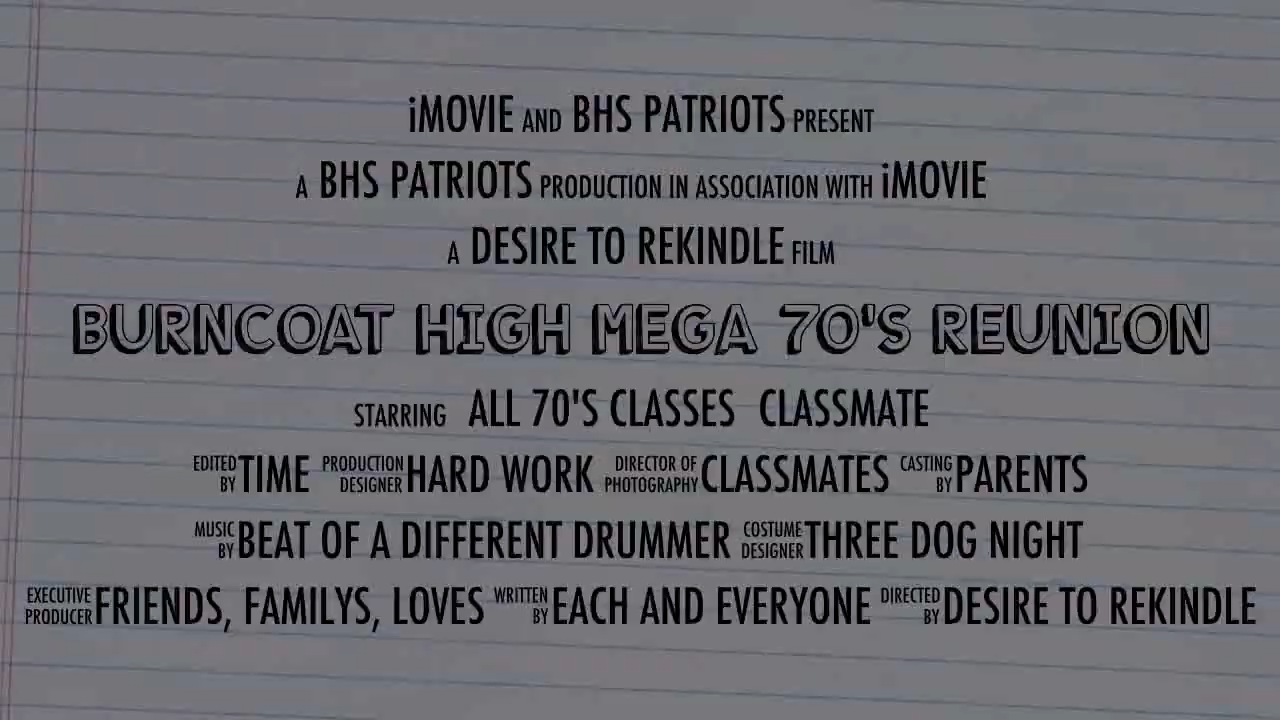 iMOVIE AND BHS PATRIOTS PRESENT
A BHS PATRIOTS PRODUCTION IN ASSOCIATION WITH iMOVIE
A DESIRE TO REKINDLE FILM
BURNCOAT HIGH MEGA 70'S REUNION
STARRING ALL 70'S CLASSES CLASSMATE
EDITED BY TIME PRODUCTION DESIGNER HARD WORK DIRECTOR OF PHOTOGRAPHY CLASSMATES CASTING BY PARENTS
MUSIC BY BEAT OF A DIFFERENT DRUMMER COSTUME DESIGNER THREE DOG NIGHT
EXECUTIVE PRODUCER FRIENDS, FAMILYS, LOVES WRITTEN BY EACH AND EVERYONE DIRECTED BY DESIRE TO REKINDLE